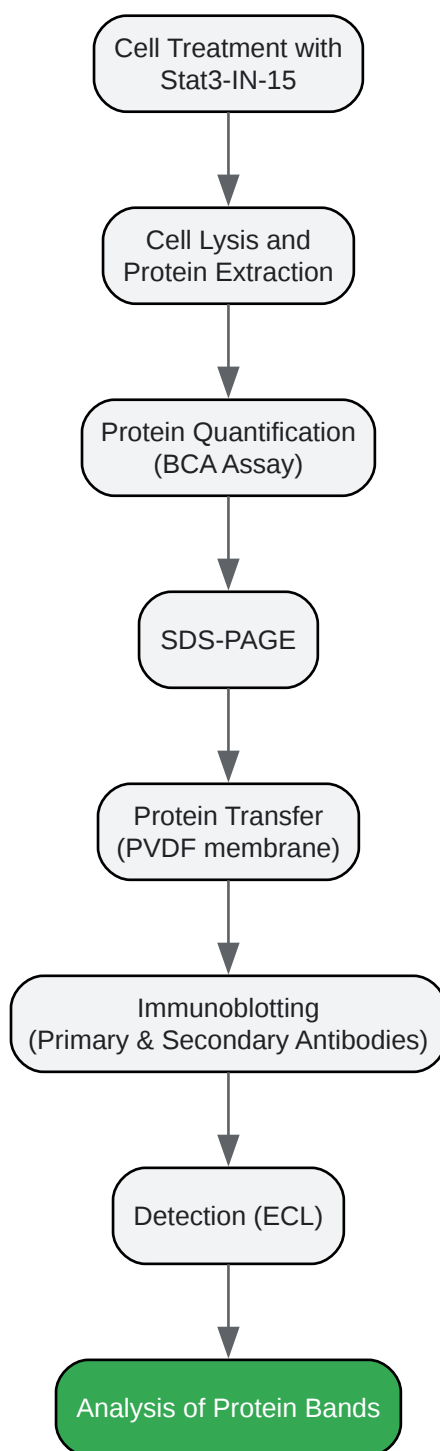 Cell Treatment with
Stat3-IN-15
Cell Lysis and
Protein Extraction
Protein Quantification
(BCA Assay)
SDS-PAGE
Protein Transfer
(PVDF membrane)
Immunoblotting
(Primary & Secondary Antibodies)
Detection (ECL)
Analysis of Protein Bands